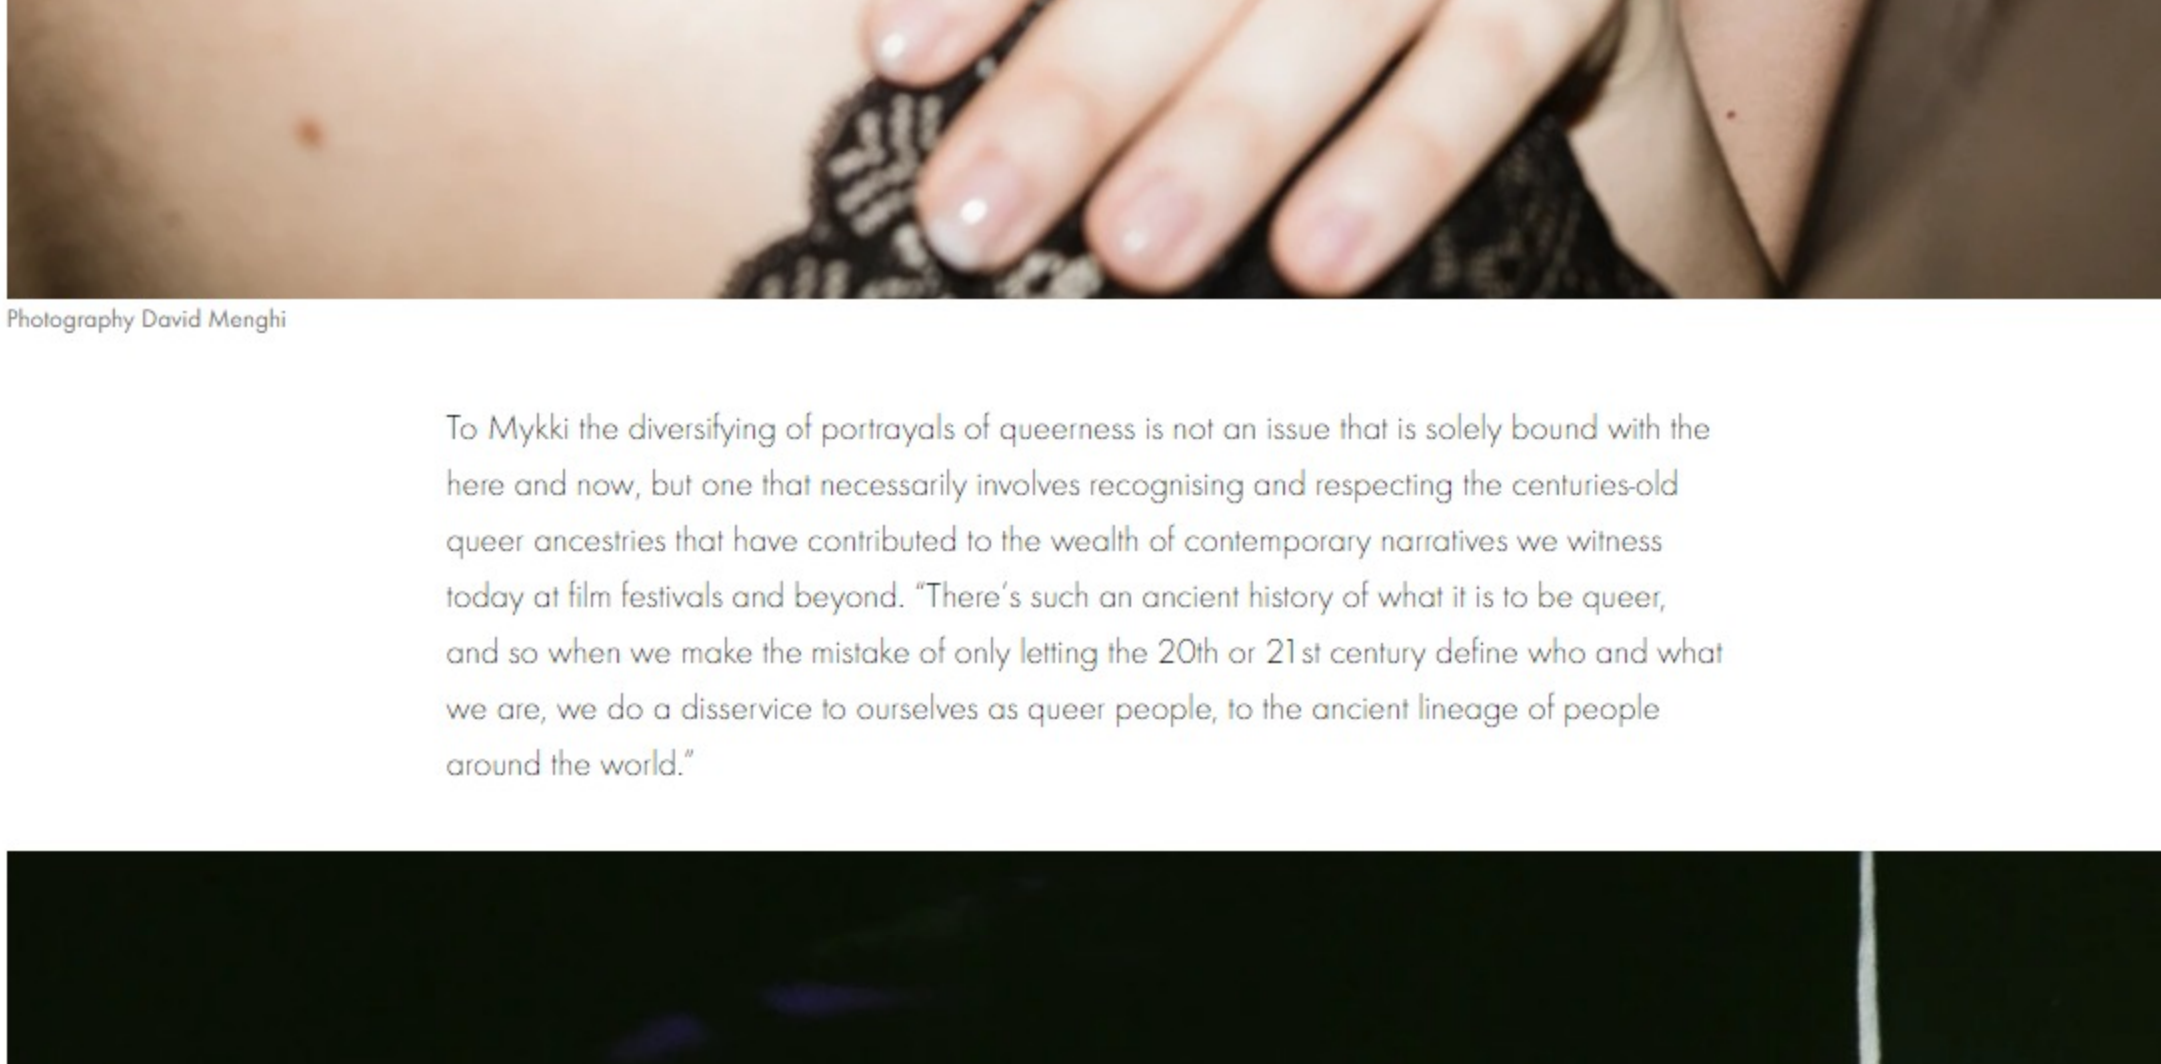 Photography David Menghi
To Mykki the diversifying of portrayals of queerness is not an issue that is solely bound with the
here and now, but one that necessarily involves recognising and respecting the centuries-old
queer ancestries that have contributed to the wealth of contemporary narratives we witness
today at film festivals and beyond. “There’s such an ancient history of what it is to be queer,
and so when we make the mistake of only letting the 20th or 21st century define who and what
we are, we do a disservice to ourselves as queer people, to the ancient lineage of people
around the world.”